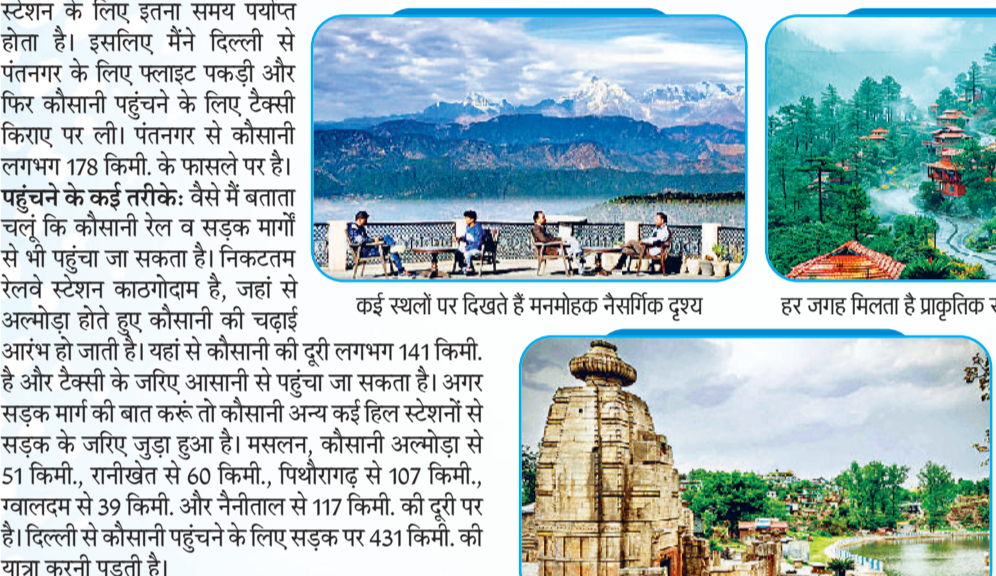 स्टेशन के लिए इतना समय पर्याप्त
होता है। इसलिए मैंने दिल्ली से
पंतनगर के लिए फ्लाइट पकड़ी और
फिर कौसानी पहुंचने के लिए टैक्सी
किराए पर ली। पंतनगर से कौसानी
लगभग 178 किमी. के फासले पर है।
पहुंचने के कई तरीके: वैसे मैं बताता
चलूं कि कौसानी रेल व सड़क मार्गों
से भी पहुंचा जा सकता है। निकटतम
रेलवे स्टेशन काठगोदाम है, जहां से
अल्मोड़ा होते हुए कौसानी की चढ़ाई
आरंभ हो जाती है। यहां से कौसानी की दूरी लगभग 141 किमी.
है और टैक्सी के जरिए आसानी से पहुंचा जा सकता है। अगर
सड़क मार्ग की बात करूं तो कौसानी अन्य कई हिल स्टेशनों से
सड़क के जरिए जुड़ा हुआ है। मसलन, कौसानी अल्मोड़ा से
51 किमी., रानीखेत से 60 किमी., पिथौरागढ़ से 107 किमी.,
ग्वालदम से 39 किमी. और नैनीताल से 117 किमी. की दूरी पर
है। दिल्ली से कौसानी पहुंचने के लिए सड़क पर 431 किमी. की
यात्रा करनी पड़ती है।
कई स्थलों पर दिखते हैं मनमोहक नैसर्गिक दृश्य
हर जगह मिलता है प्राकृतिक